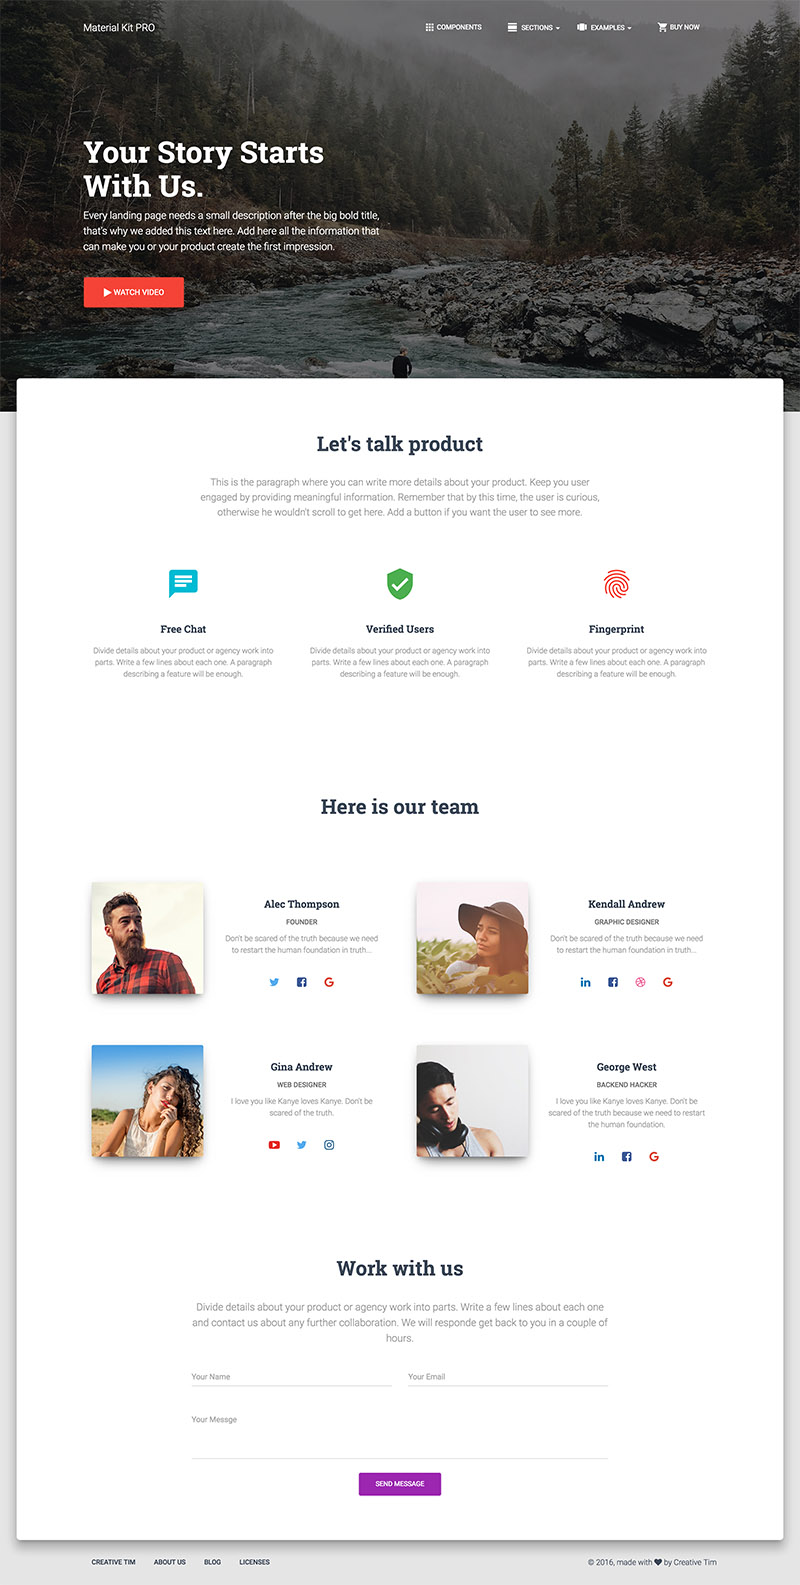 Material Kit PRO
COMPONENTS
SECTIONS
EXAMPLES
BUY NOW
Your Story Starts
With Us.
Every landing page needs a small description after the big bold title,
that's why we added this text here. Add here all the information that
can make you or your product create the first impression.
WATCH VIDEO
Let's talk product
This is the paragraph where you can write more details about your product. Keep you user
engaged by providing meaningful information. Remember that by this time, the user is curious,
otherwise he wouldn't scroll to get here. Add a button if you want the user to see more.
Free Chat
Divide details about your product or agency work into
parts. Write a few lines about each one. A paragraph
describing a feature will be enough.
Verified Users
Divide details about your product or agency work into
parts. Write a few lines about each one. A paragraph
describing a feature will be enough.
Fingerprint
Divide details about your product or agency work into
parts. Write a few lines about each one. A paragraph
describing a feature will be enough.
Here is our team
Alec Thompson
FOUNDER
Don't be scared of the truth because we need
to restart the human foundation in truth...
Kendall Andrew
GRAPHIC DESIGNER
Don't be scared of the truth because we need
to restart the human foundation in truth...
Gina Andrew
WEB DESIGNER
I love you like Kanye loves Kanye. Don't be
scared of the truth.
George West
BACKEND HACKER
I love you like Kanye loves Kanye. Don't be
scared of the truth because we need to restart
the human foundation.
Work with us
Divide details about your product or agency work into parts. Write a few lines about each one
and contact us about any further collaboration. We will responde get back to you in a couple of
hours.
Your Name
Your Email
Your Messge
SEND MESSAGE
CREATIVE TIM
ABOUT US
BLOG
LICENSES
© 2016, made with ♥ by Creative Tim